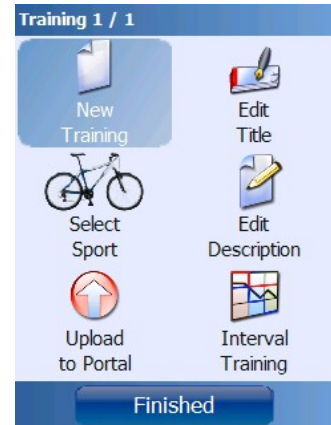 Training 1 / 1
New
Training
Edit
Title
Select
Sport
Edit
Description
Upload
to Portal
Interval
Training
Finished